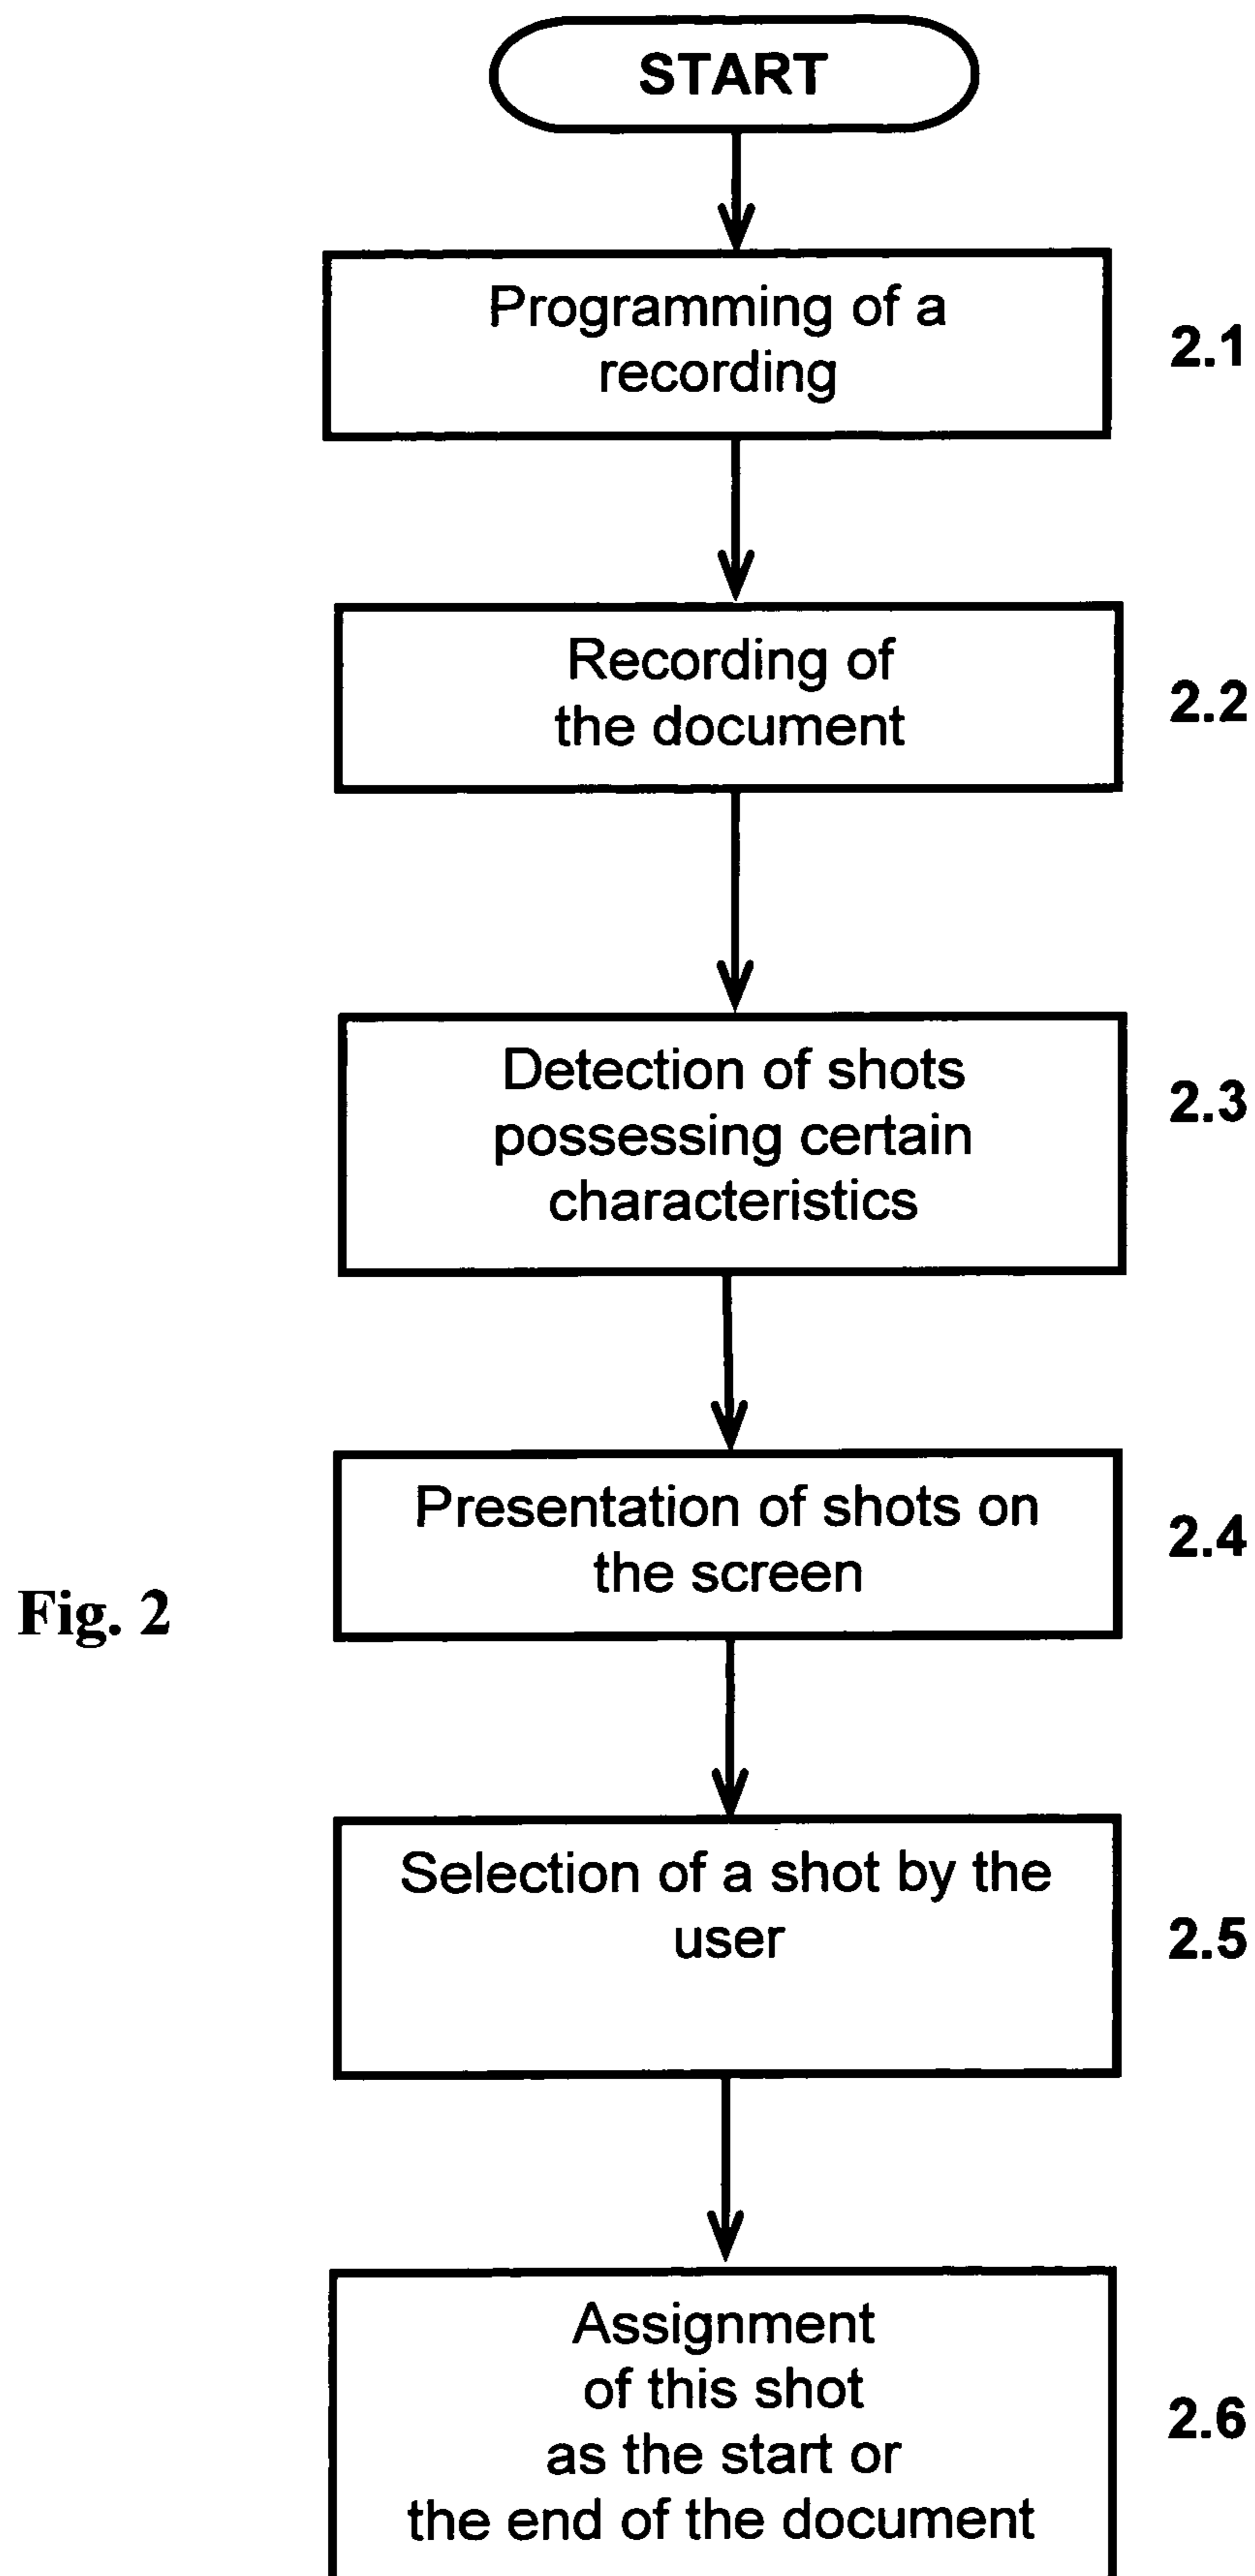 START
Programming of a
recording
2.1
Recording of
the document
2.2
Detection of shots
possessing certain
characteristics
2.3
Presentation of shots on
the screen
2.4
Fig. 2
Selection of a shot by the
user
2.5
Assignment
of this shot
as the start or
the end of the document
2.6